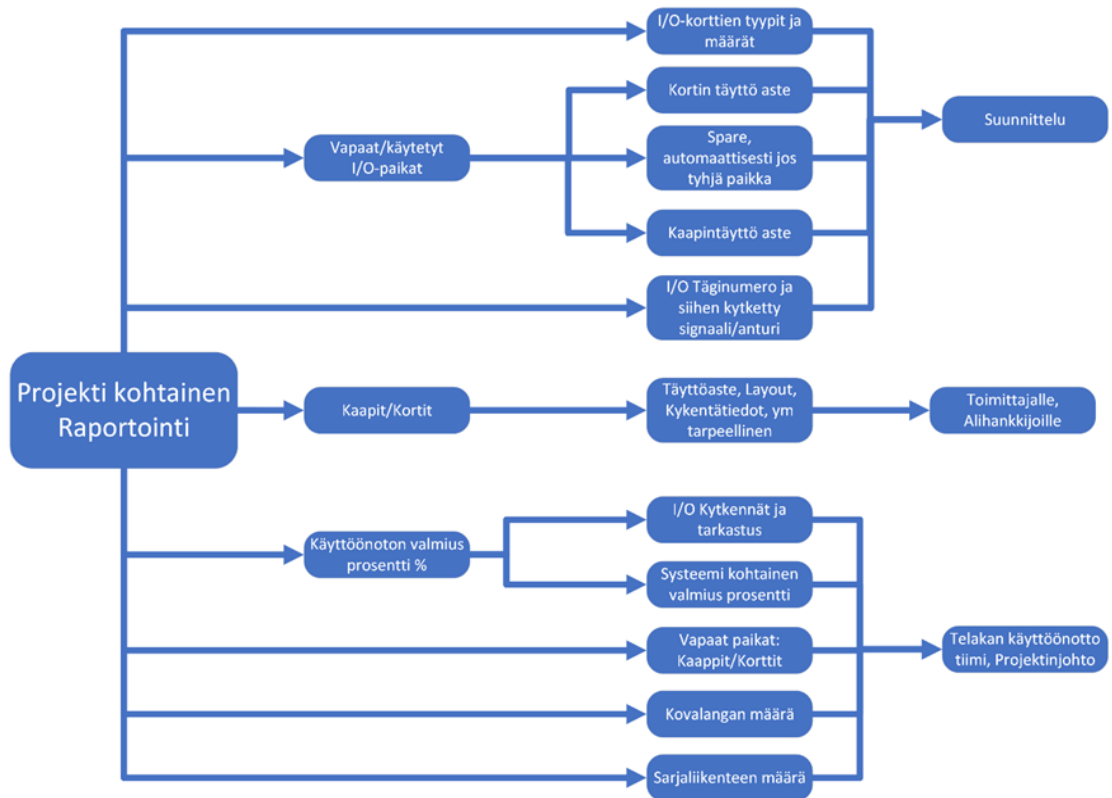 I/O-korttien tyypit ja
määrät
Kortin täyttö aste
Vapaat/käytetyt
I/O-paikat
Spare,
automaattisesti jos
tyhjä paikka
Suunnittelu
Kaapintäyttö aste
I/O Täginumero ja
siihen kytketty
signaali/anturi
Projekti kohtainen
Raportointi
Kaapit/Kortit
Täyttöaste, Layout,
Kykentätiedot, ym
tarpeellinen
Toimittajalle,
Alihankkijoille
I/O Kytkennät ja
tarkastus
Käyttöönoton valmius
prosentti %
Systeemi kohtainen
valmius prosentti
Vapaat paikat:
Kaappit/Korttit
Telakan käyttöönotto
tiimi, Projektinjohto
Kovalangan määrä
Sarjaliikenteen määrä